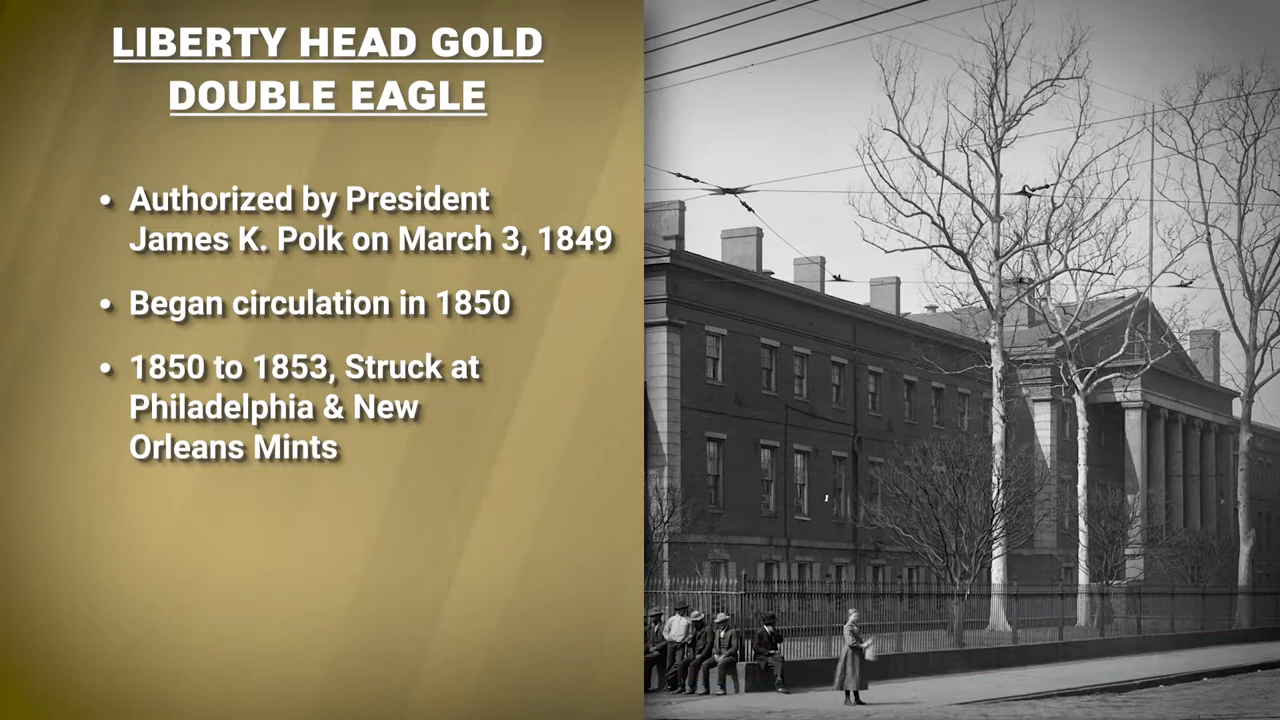 LIBERTY HEAD GOLD
DOUBLE EAGLE
• Authorized by President
James K. Polk on March 3, 1849
• Began circulation in 1850
• 1850 to 1853, Struck at
Philadelphia & New
Orleans Mints